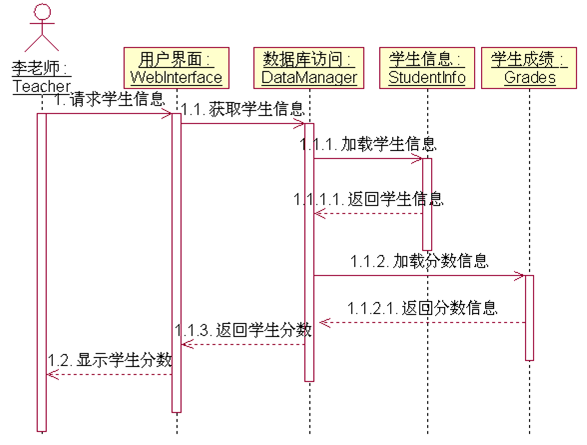 李老师 :
Teacher
用户界面 :
WebInterface
数据库访问 :
DataManager
学生信息 :
StudentInfo
学生成绩 :
Grades
1. 请求学生信息
1.1. 获取学生信息
1.1.1. 加载学生信息
1.1.1.1. 返回学生信息
1.1.2. 加载分数信息
1.1.2.1. 返回分数信息
1.1.3. 返回学生分数
1.2. 显示学生分数